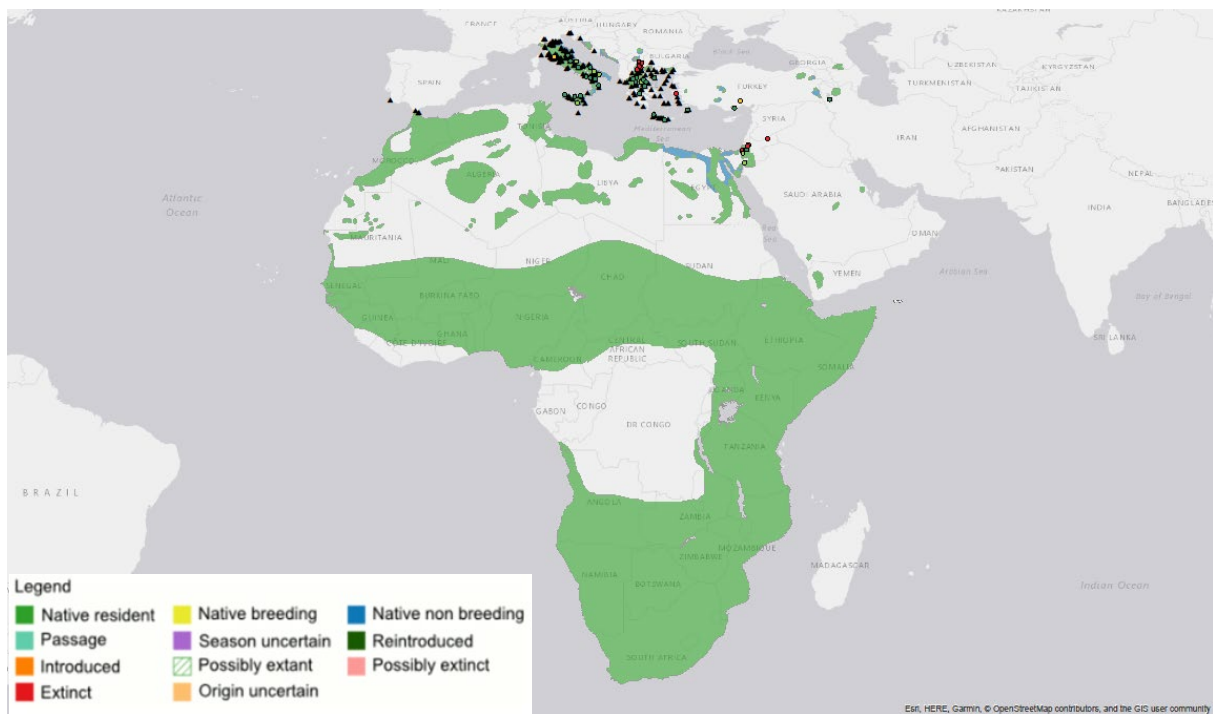 FRANCE
AUSTRIA
HUNGARY
ROMANIA
KAZAKHSTAN
BULGARIA
Black Sea
GEORGIA
UZBEKISTAN
KYRGYZSTAN
SPAIN
TURKEY
TURKMENISTAN
TAJIKISTAN
Mediterranean
Sea
SYRIA
TUNISIA
IRAN
AFGHANISTAN
MOROCCO
PAKISTAN
ALGERIA
LIBYA
EGYPT
NEPAL
Atlantic
Ocean
SAUDI ARABIA
INDIA
BANGLADESH
Red
Sea
OMAN
MAURITANIA
MALI
NIGER
SUDAN
YEMEN
Arabian Sea
CHAD
Bay of Bengal
SENEGAL
BURKINA FASO
GUINEA
NIGERIA
GHANA
CÔTE D'IVOIRE
SRI LANKA
CENTRAL
AFRICAN
REPUBLIC
SOUTH SUDAN
ETHIOPIA
CAMEROON
SOMALIA
UGANDA
KENYA
GABON
CONGO
DR CONGO
TANZANIA
BRAZIL
ANGOLA
ZAMBIA
MOZAMBIQUE
ZIMBABWE
MADAGASCAR
NAMIBIA
BOTSWANA
Indian Ocean
SOUTH AFRICA
Legend
Native resident
Native breeding
Native non breeding
Passage
Season uncertain
Reintroduced
Introduced
Possibly extant
Possibly extinct
Extinct
Origin uncertain
Esri, HERE, Garmin, © OpenStreetMap contributors, and the GIS user community